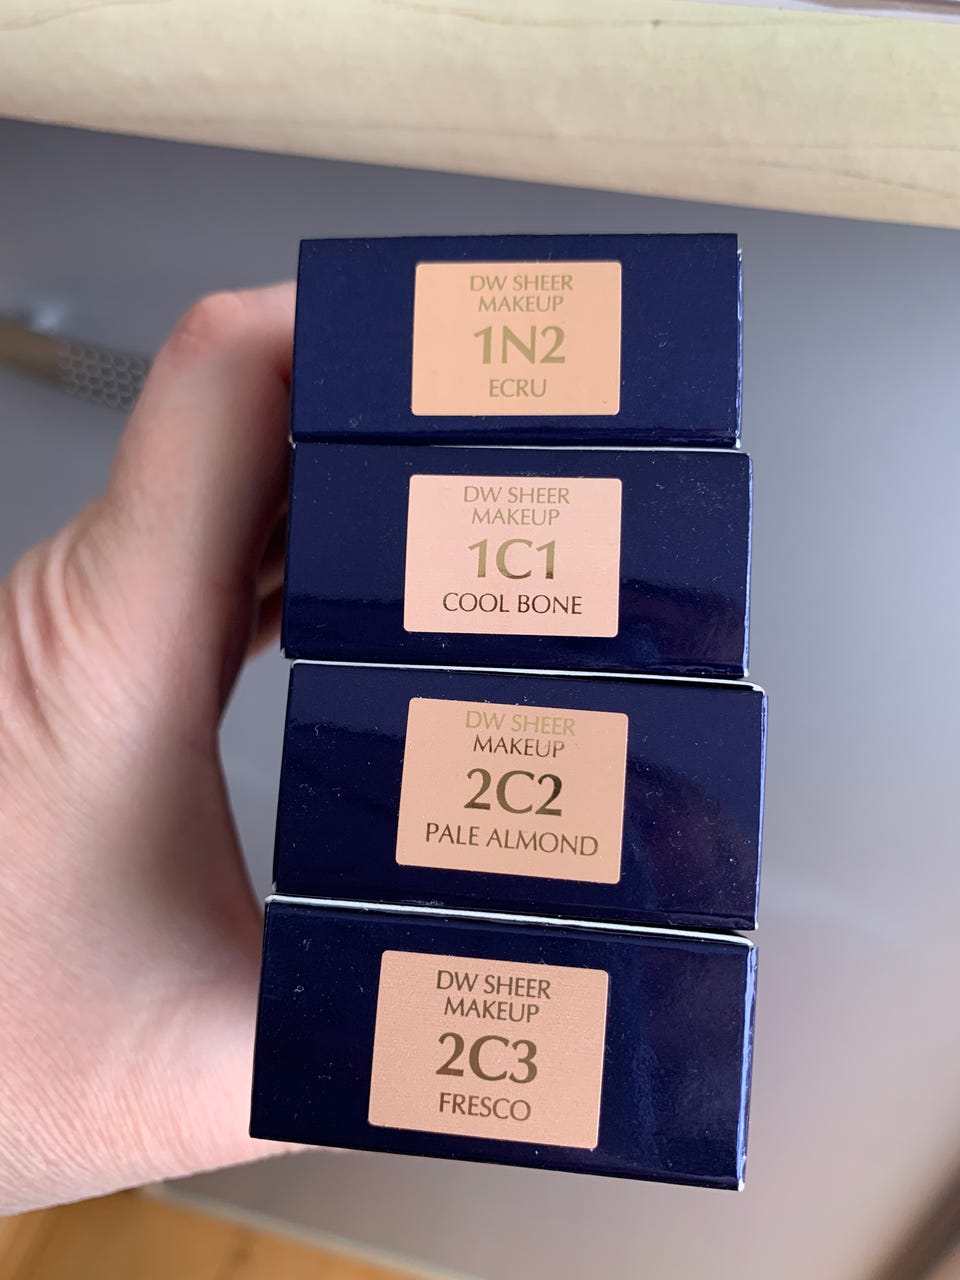 DW SHEER
MAKEUP
1N2
ECRU
DW SHEER
MAKEUP
1C1
COOL BONE
DW SHEER
MAKEUP
2C2
PALE ALMOND
DW SHEER
MAKEUP
2C3
FRESCO